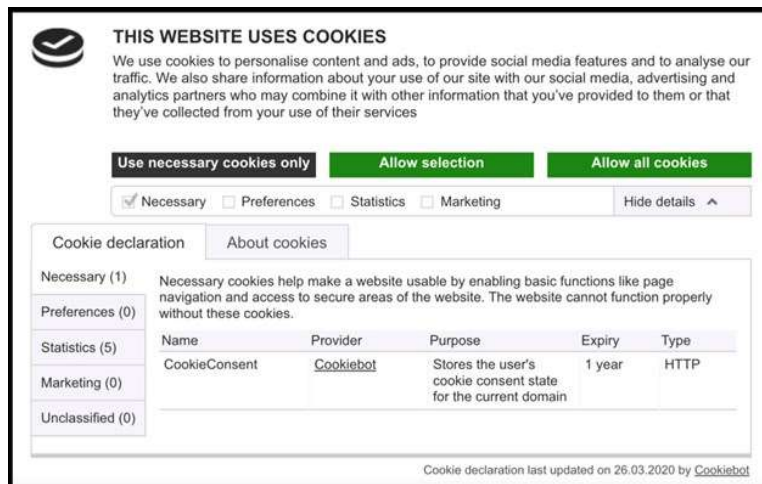 THIS WEBSITE USES COOKIES
We use cookies to personalise content and ads, to provide social media features and to analyse our
traffic. We also share information about your use of our site with our social media, advertising and
analytics partners who may combine it with other information that you've provided to them or that
they've collected from your use of their services
Use necessary cookies only Allow selection Allow all cookies
Necessary Preferences Statistics Marketing Hide details
Cookie declaration About cookies
Necessary (1)
Preferences (0)
Statistics (5)
Marketing (0)
Unclassified (0)
Necessary cookies help make a website usable by enabling basic functions like page
navigation and access to secure areas of the website. The website cannot function properly
without these cookies.
Name Provider Purpose Expiry Type
CookieConsent Cookiebot Stores the user's 1 year HTTP
cookie consent state
for the current domain
Cookie declaration last updated on 26.03.2020 by Cookiebot